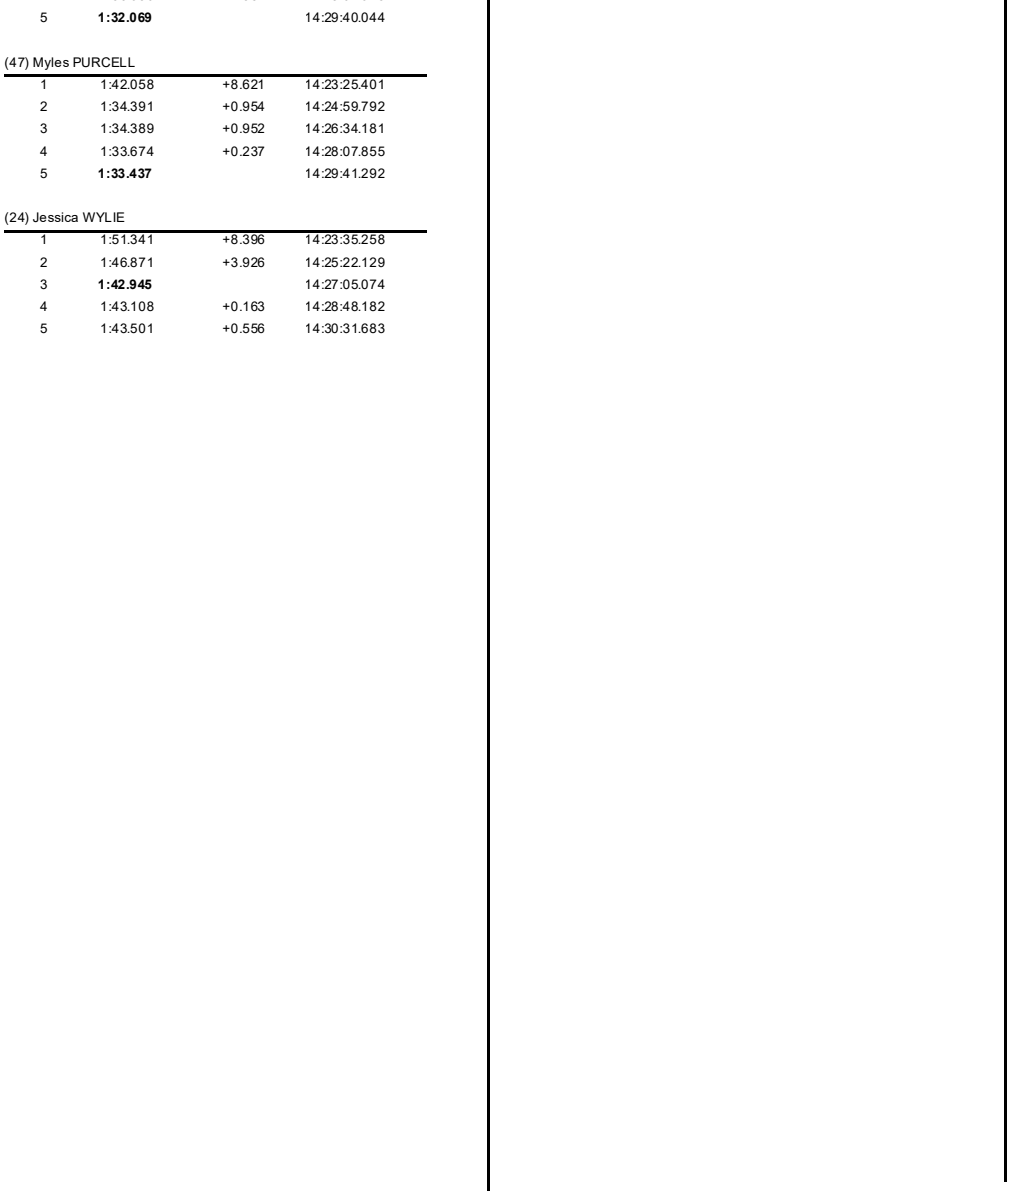 5 1:32.069 14:29:40.044
(47) Myles PURCELL
1 1:42.058 +8.621 14:23:25.401
2 1:34.391 +0.954 14:24:59.792
3 1:34.389 +0.952 14:26:34.181
4 1:33.674 +0.237 14:28:07.855
5 1:33.437 14:29:41.292
(24) Jessica WYLIE
1 1:51.341 +8.396 14:23:35.258
2 1:46.871 +3.926 14:25:22.129
3 1:42.945 14:27:05.074
4 1:43.108 +0.163 14:28:48.182
5 1:43.501 +0.556 14:30:31.683